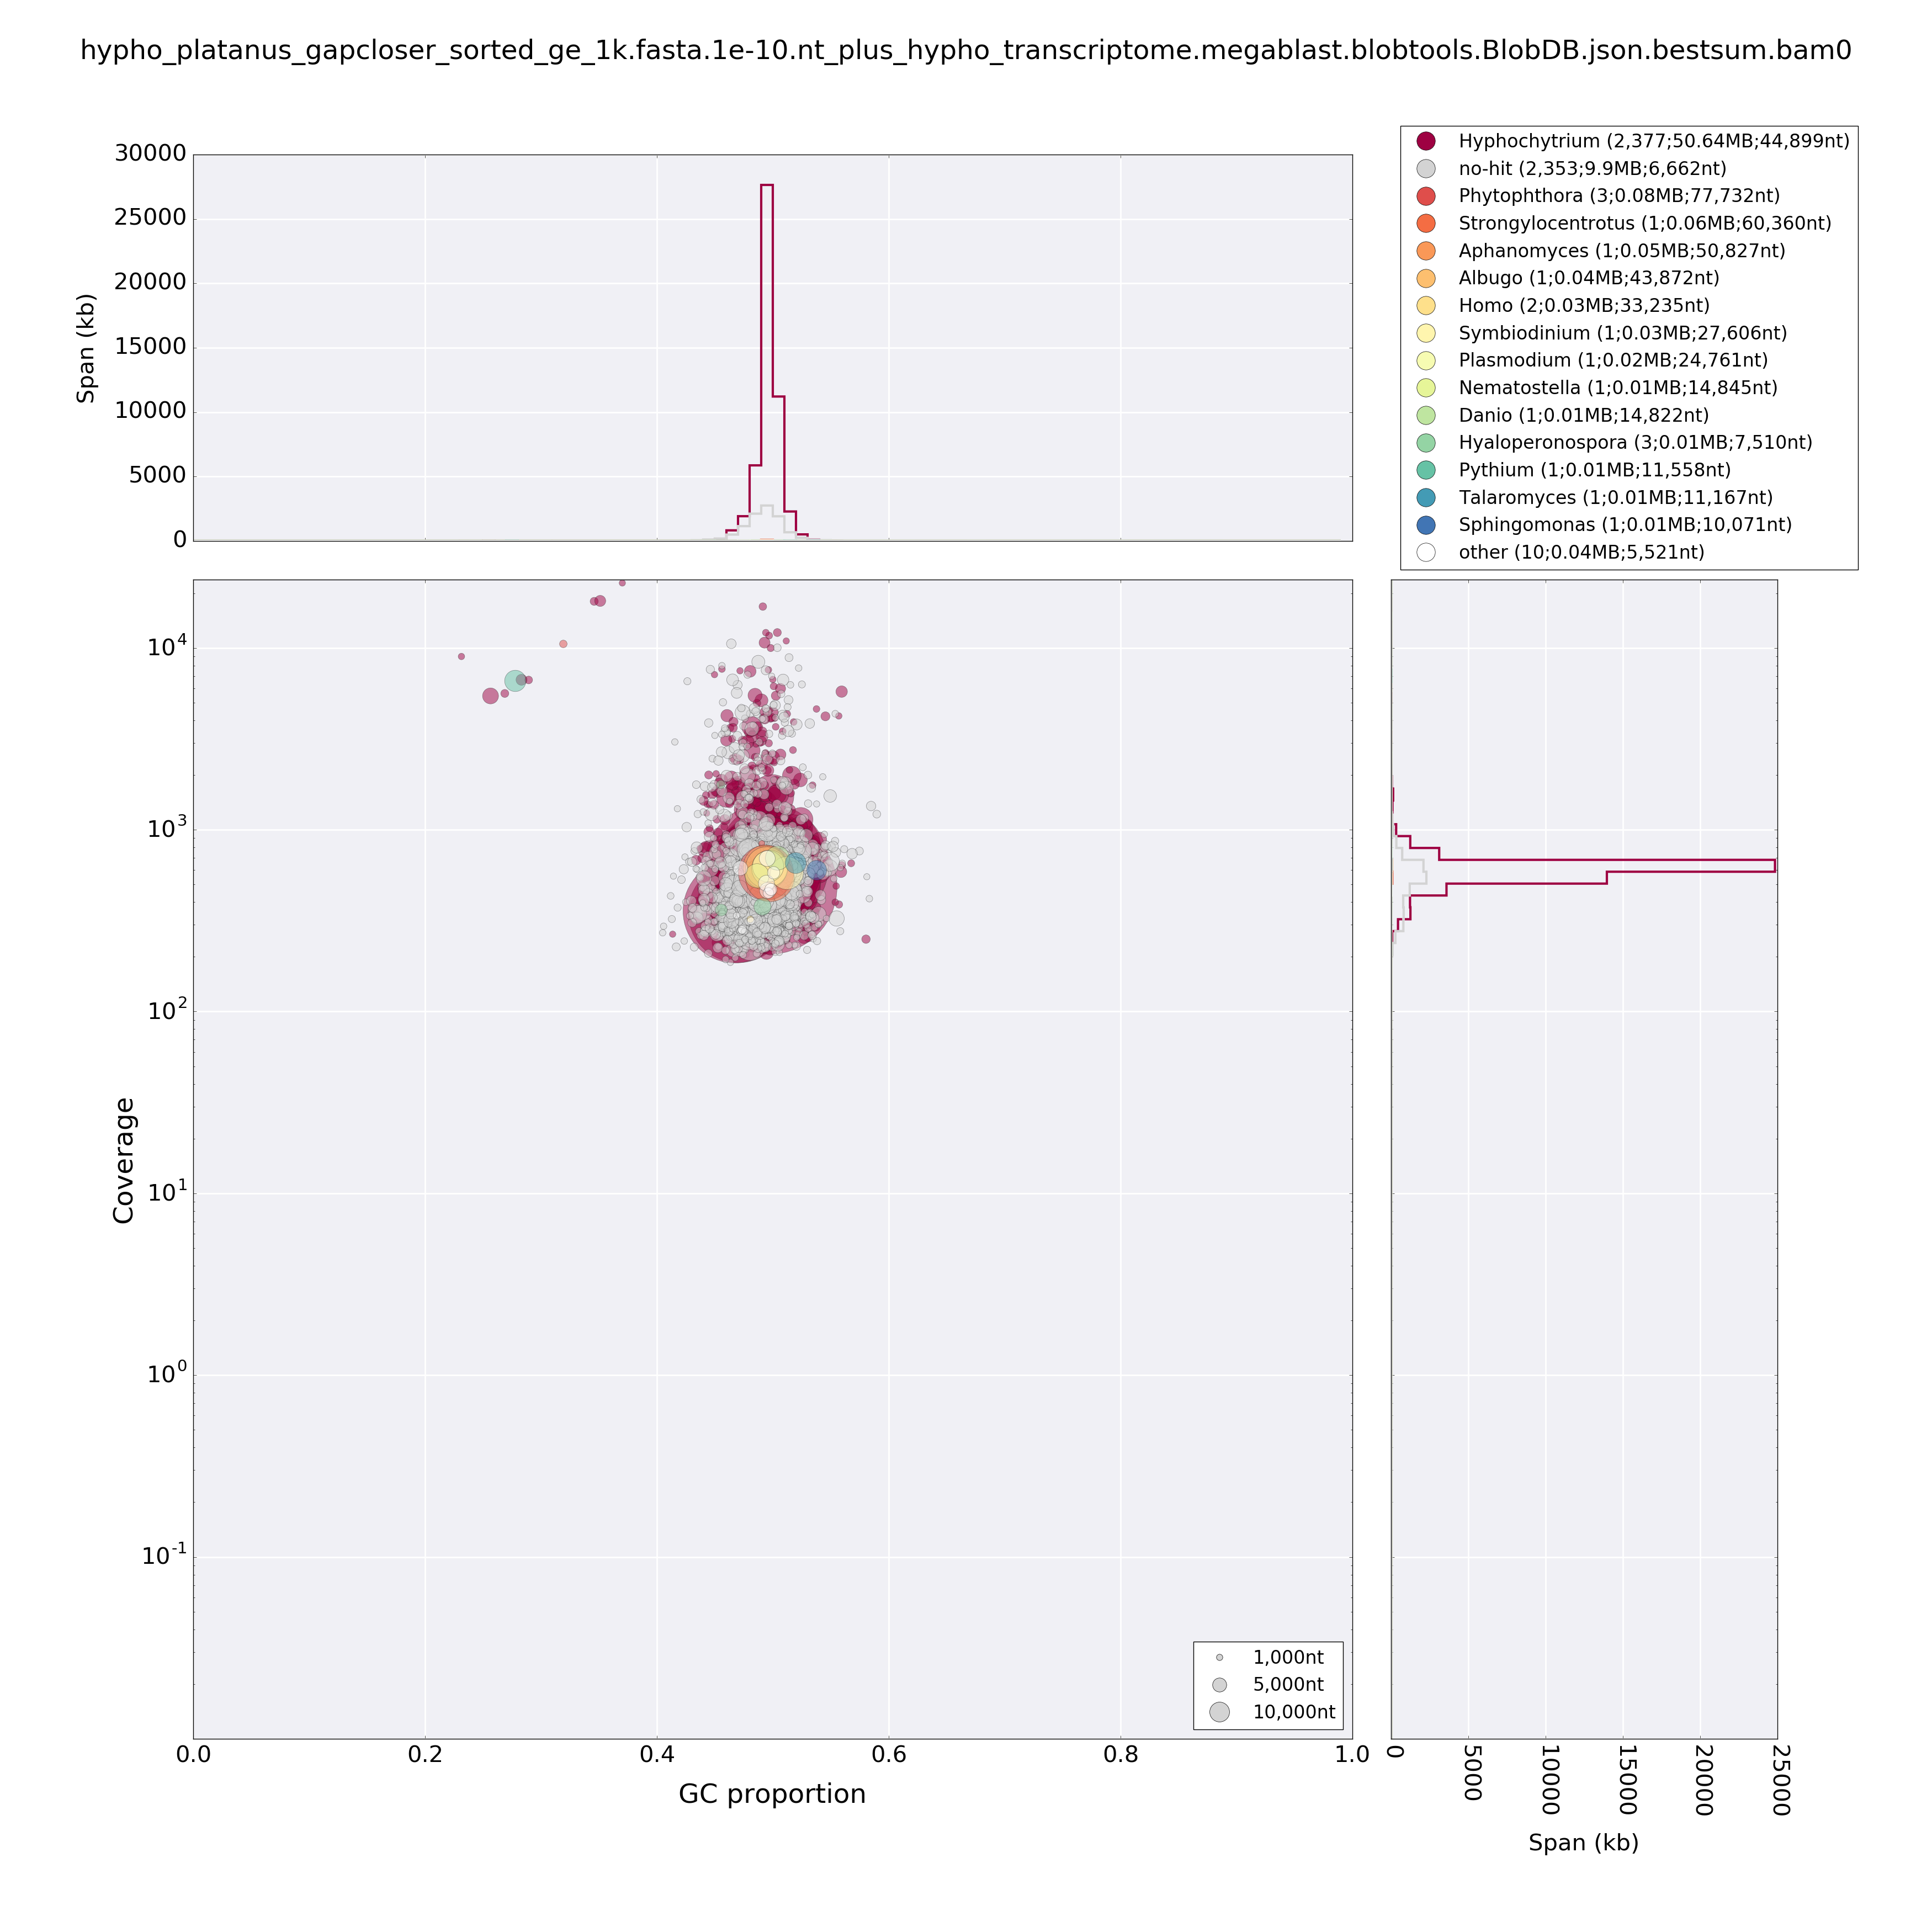 hypho_platanus_gapcloser_sorted_ge_1k.fasta.1e-10.nt_plus_hypho_transcriptome.megablast.blobtools.BlobDB.json.bestsum.bam0
30000
25000
20000
15000
10000
5000
0
Span (kb)
Hyphochytrium (2,377;50.64MB;44,899nt)
no-hit (2,353;9.9MB;6,662nt)
Phytophthora (3;0.08MB;77,732nt)
Strongylocentrotus (1;0.06MB;60,360nt)
Aphanomyces (1;0.05MB;50,827nt)
Albugo (1;0.04MB;43,872nt)
Homo (2;0.03MB;33,235nt)
Symbiodinium (1;0.03MB;27,606nt)
Plasmodium (1;0.02MB;24,761nt)
Nematostella (1;0.01MB;14,845nt)
Danio (1;0.01MB;14,822nt)
Hyaloperonospora (3;0.01MB;7,510nt)
Pythium (1;0.01MB;11,558nt)
Talaromyces (1;0.01MB;11,167nt)
Sphingomonas (1;0.01MB;10,071nt)
other (10;0.04MB;5,521nt)
10^4
10^3
10^2
10^1
10^0
10^-1
Coverage
1,000nt
5,000nt
10,000nt
0.0 0.2 0.4 0.6 0.8 1.0
GC proportion
0 5000 10000 15000 20000 25000
Span (kb)